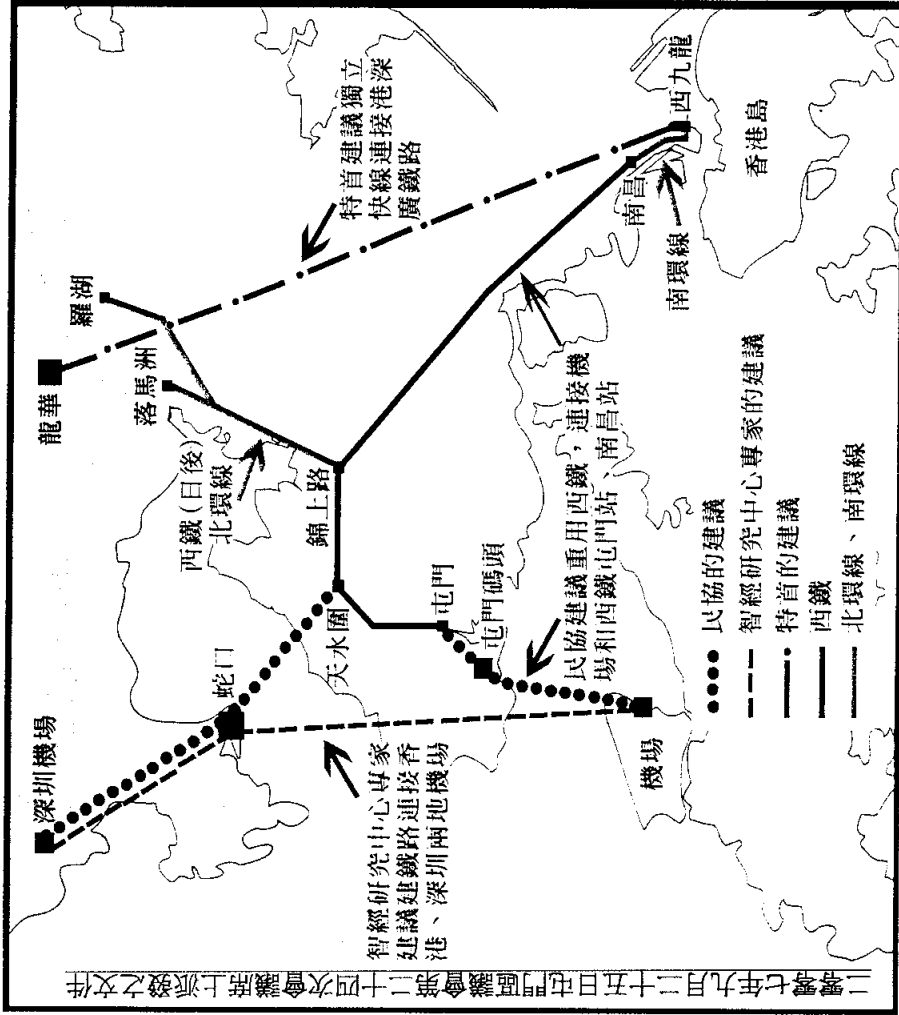 二零零七年九月二十五日屯門區議會第二十四次會議席上派發之文件
深圳機場
龍華
羅湖
落馬洲
蛇口
西鐵(日後)
北環線
特首建議獨立
快線連接港深
廣鐵路
天水圍
錦上路
智經研究中心專家
建議建鐵路連接香
港、深圳兩地機場
屯門
屯門碼頭
民協建議重用西鐵，連接機
場和西鐵屯門站、南昌站
機場
南昌
西九龍
南環線
香港島
民協的建議
智經研究中心專家的建議
特首的建議
西鐵
北環線、南環線